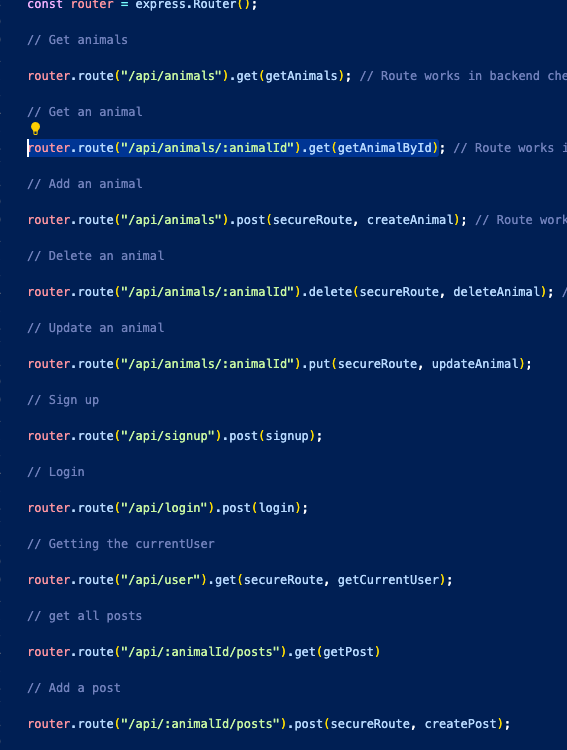 const router = express.Router();
// Get animals
router.route("/api/animals").get(getAnimals); // Route works in backend che
// Get an animal
router.route("/api/animals/:animalId").get(getAnimalById); // Route works i
// Add an animal
router.route("/api/animals").post(secureRoute, createAnimal); // Route work
// Delete an animal
router.route("/api/animals/:animalId").delete(secureRoute, deleteAnimal); /
// Update an animal
router.route("/api/animals/:animalId").put(secureRoute, updateAnimal);
// Sign up
router.route("/api/signup").post(signup);
// Login
router.route("/api/login").post(login);
// Getting the currentUser
router.route("/api/user").get(secureRoute, getCurrentUser);
// get all posts
router.route("/api/:animalId/posts").get(getPost)
// Add a post
router.route("/api/:animalId/posts").post(secureRoute, createPost);